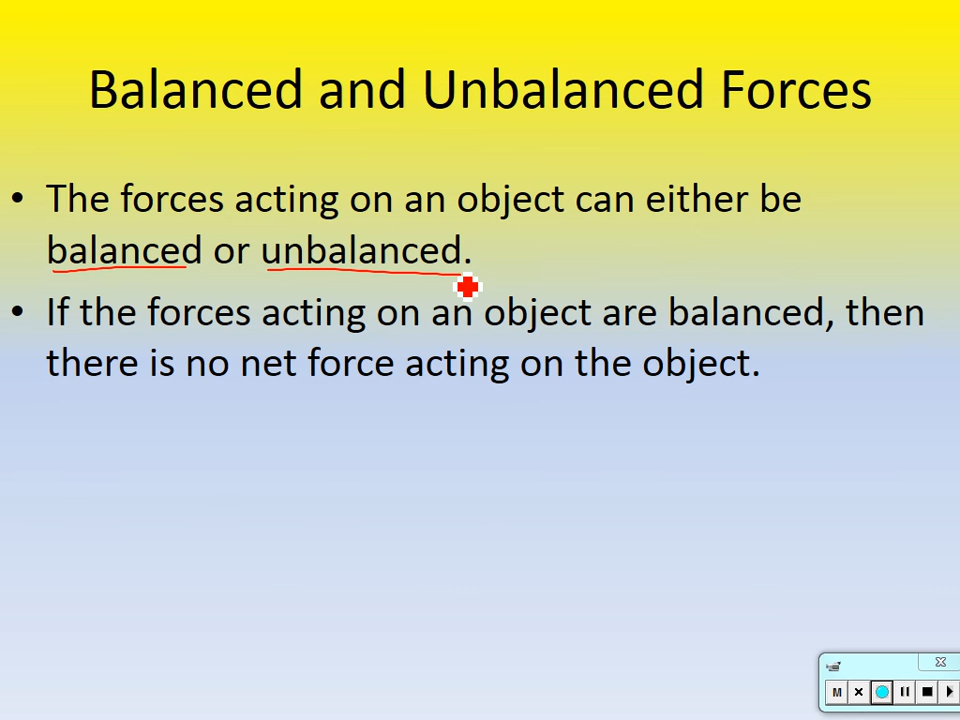 Balanced and Unbalanced Forces
• The forces acting on an object can either be
balanced or unbalanced.
• If the forces acting on an object are balanced, then
there is no net force acting on the object.
M